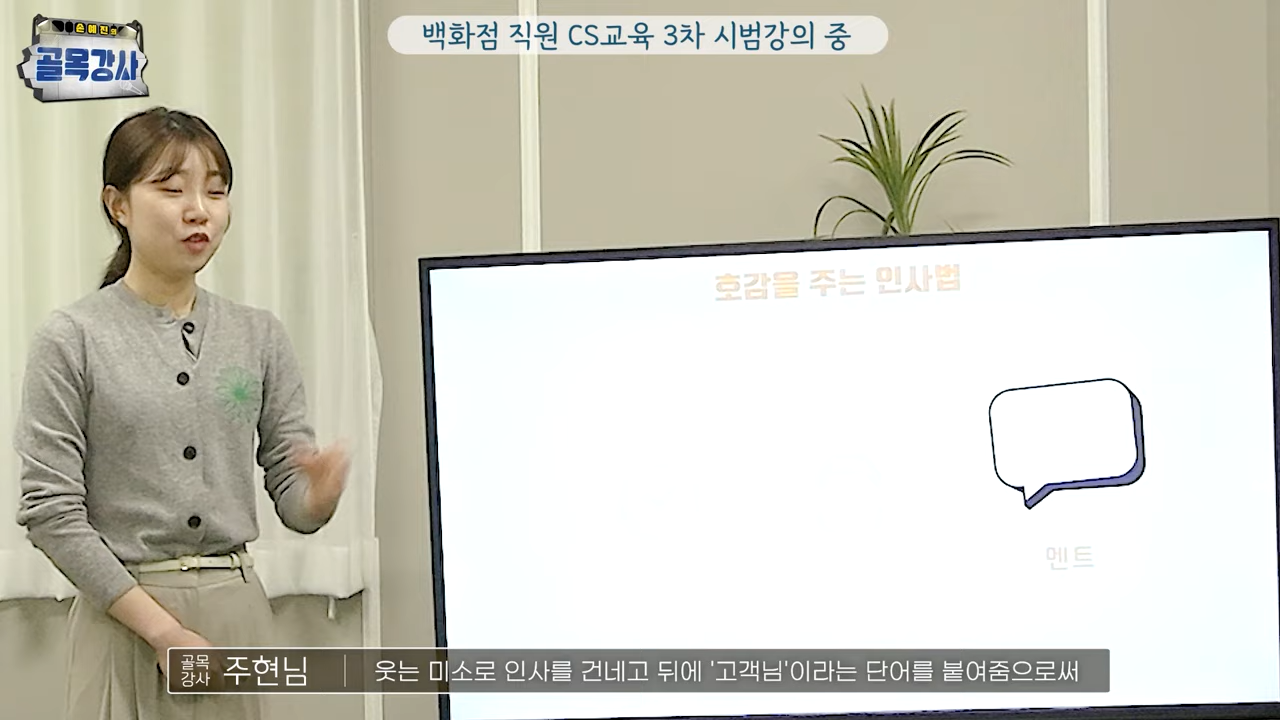 손예진의
골목강사
백화점 직원 CS교육 3차 시범강의 중
호감을 주는 인사법
멘트
골목
강사
주현님
웃는 미소로 인사를 건네고 뒤에 '고객님'이라는 단어를 붙여줌으로써